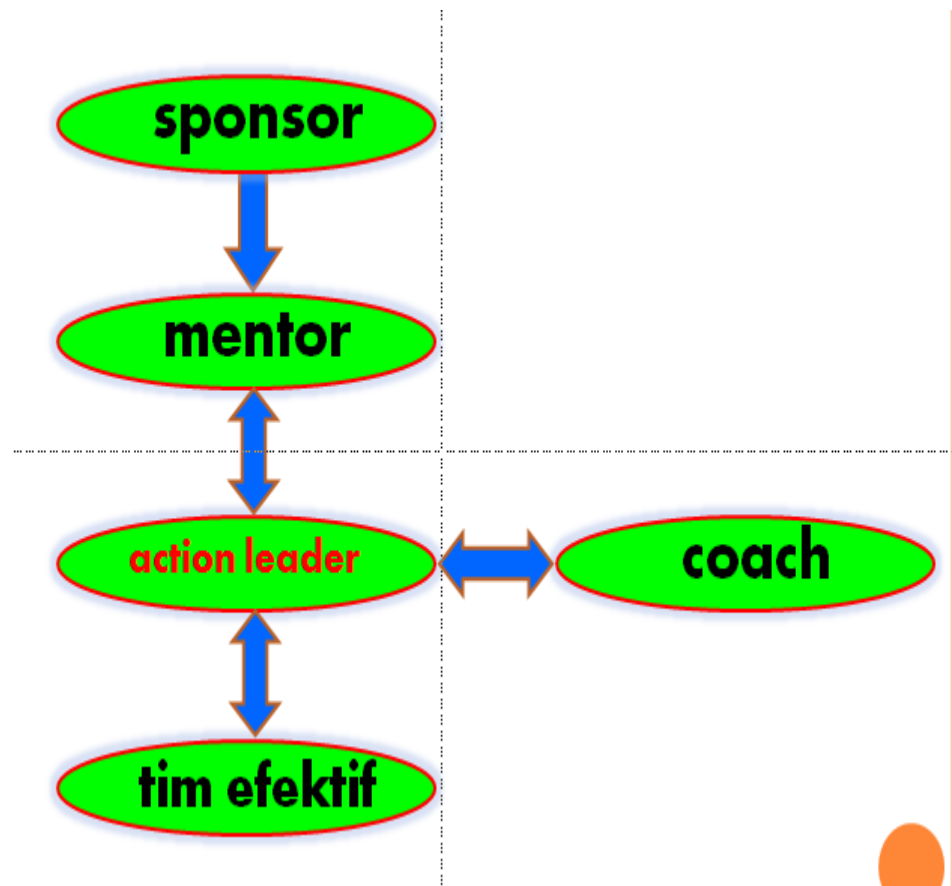 sponsor
mentor
action leader
coach
tim efektif